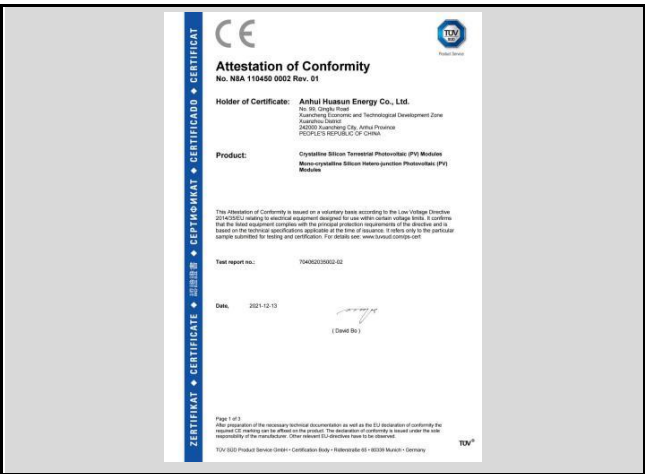 CE
TÜV
SÜD
Product Service
Attestation of Conformity
No. N8A 110450 0002 Rev. 01
Holder of Certificate: Anhui Huasun Energy Co., Ltd.
No. 99, Qingliu Road
Xuancheng Economic and Technological Development Zone
Xuanzhou District
242000 Xuancheng City, Anhui Province
PEOPLE'S REPUBLIC OF CHINA
Product: Crystalline Silicon Terrestrial Photovoltaic (PV) Modules
Mono-crystalline Silicon Hetero-junction Photovoltaic (PV)
Modules
This Attestation of Conformity is issued on a voluntary basis according to the Low Voltage Directive
2014/35/EU relating to electrical equipment designed for use within certain voltage limits. It confirms
that the listed equipment complies with the principal protection requirements of the directive and is
based on the technical specifications applicable at the time of issuance. It refers only to the particular
sample submitted for testing and certification. For details see: www.tuvsud.com/ps-cert
Test report no.: 704062035002-02
Date, 2021-12-13
( David Bo )
Page 1 of 3
After preparation of the necessary technical documentation as well as the EU declaration of conformity the
required CE marking can be affixed on the product. The declaration of conformity is issued under the sole
responsibility of the manufacturer. Other relevant EU-directives have to be observed.
TÜV SÜD Product Service GmbH • Certification Body • Ridlerstraße 65 • 80339 Munich • Germany
TÜV®
ZERTIFIKAT ◆ CERTIFICATE ◆ 認證證書 ◆ СЕРТИФИКАТ ◆ CERTIFICADO ◆ CERTIFICAT